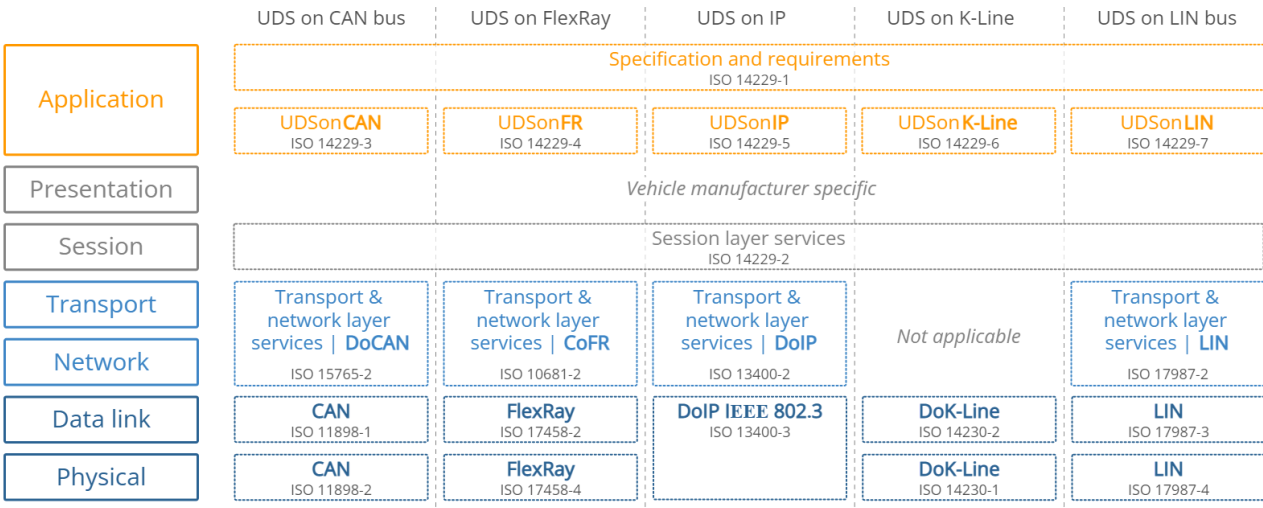 UDS on CAN bus
UDS on FlexRay
UDS on IP
UDS on K-Line
UDS on LIN bus
Application
Specification and requirements
ISO 14229-1
UDSonCAN
ISO 14229-3
UDSonFR
ISO 14229-4
UDSonIP
ISO 14229-5
UDSonK-Line
ISO 14229-6
UDSonLIN
ISO 14229-7
Presentation
Vehicle manufacturer specific
Session
Session layer services
ISO 14229-2
Transport
Network
Transport &
network layer
services | DoCAN
ISO 15765-2
Transport &
network layer
services | CoFR
ISO 10681-2
Transport &
network layer
services | DoIP
ISO 13400-2
Not applicable
Transport &
network layer
services | LIN
ISO 17987-2
Data link
CAN
ISO 11898-1
FlexRay
ISO 17458-2
DoIP IEEE 802.3
ISO 13400-3
DoK-Line
ISO 14230-2
LIN
ISO 17987-3
Physical
CAN
ISO 11898-2
FlexRay
ISO 17458-4
DoK-Line
ISO 14230-1
LIN
ISO 17987-4